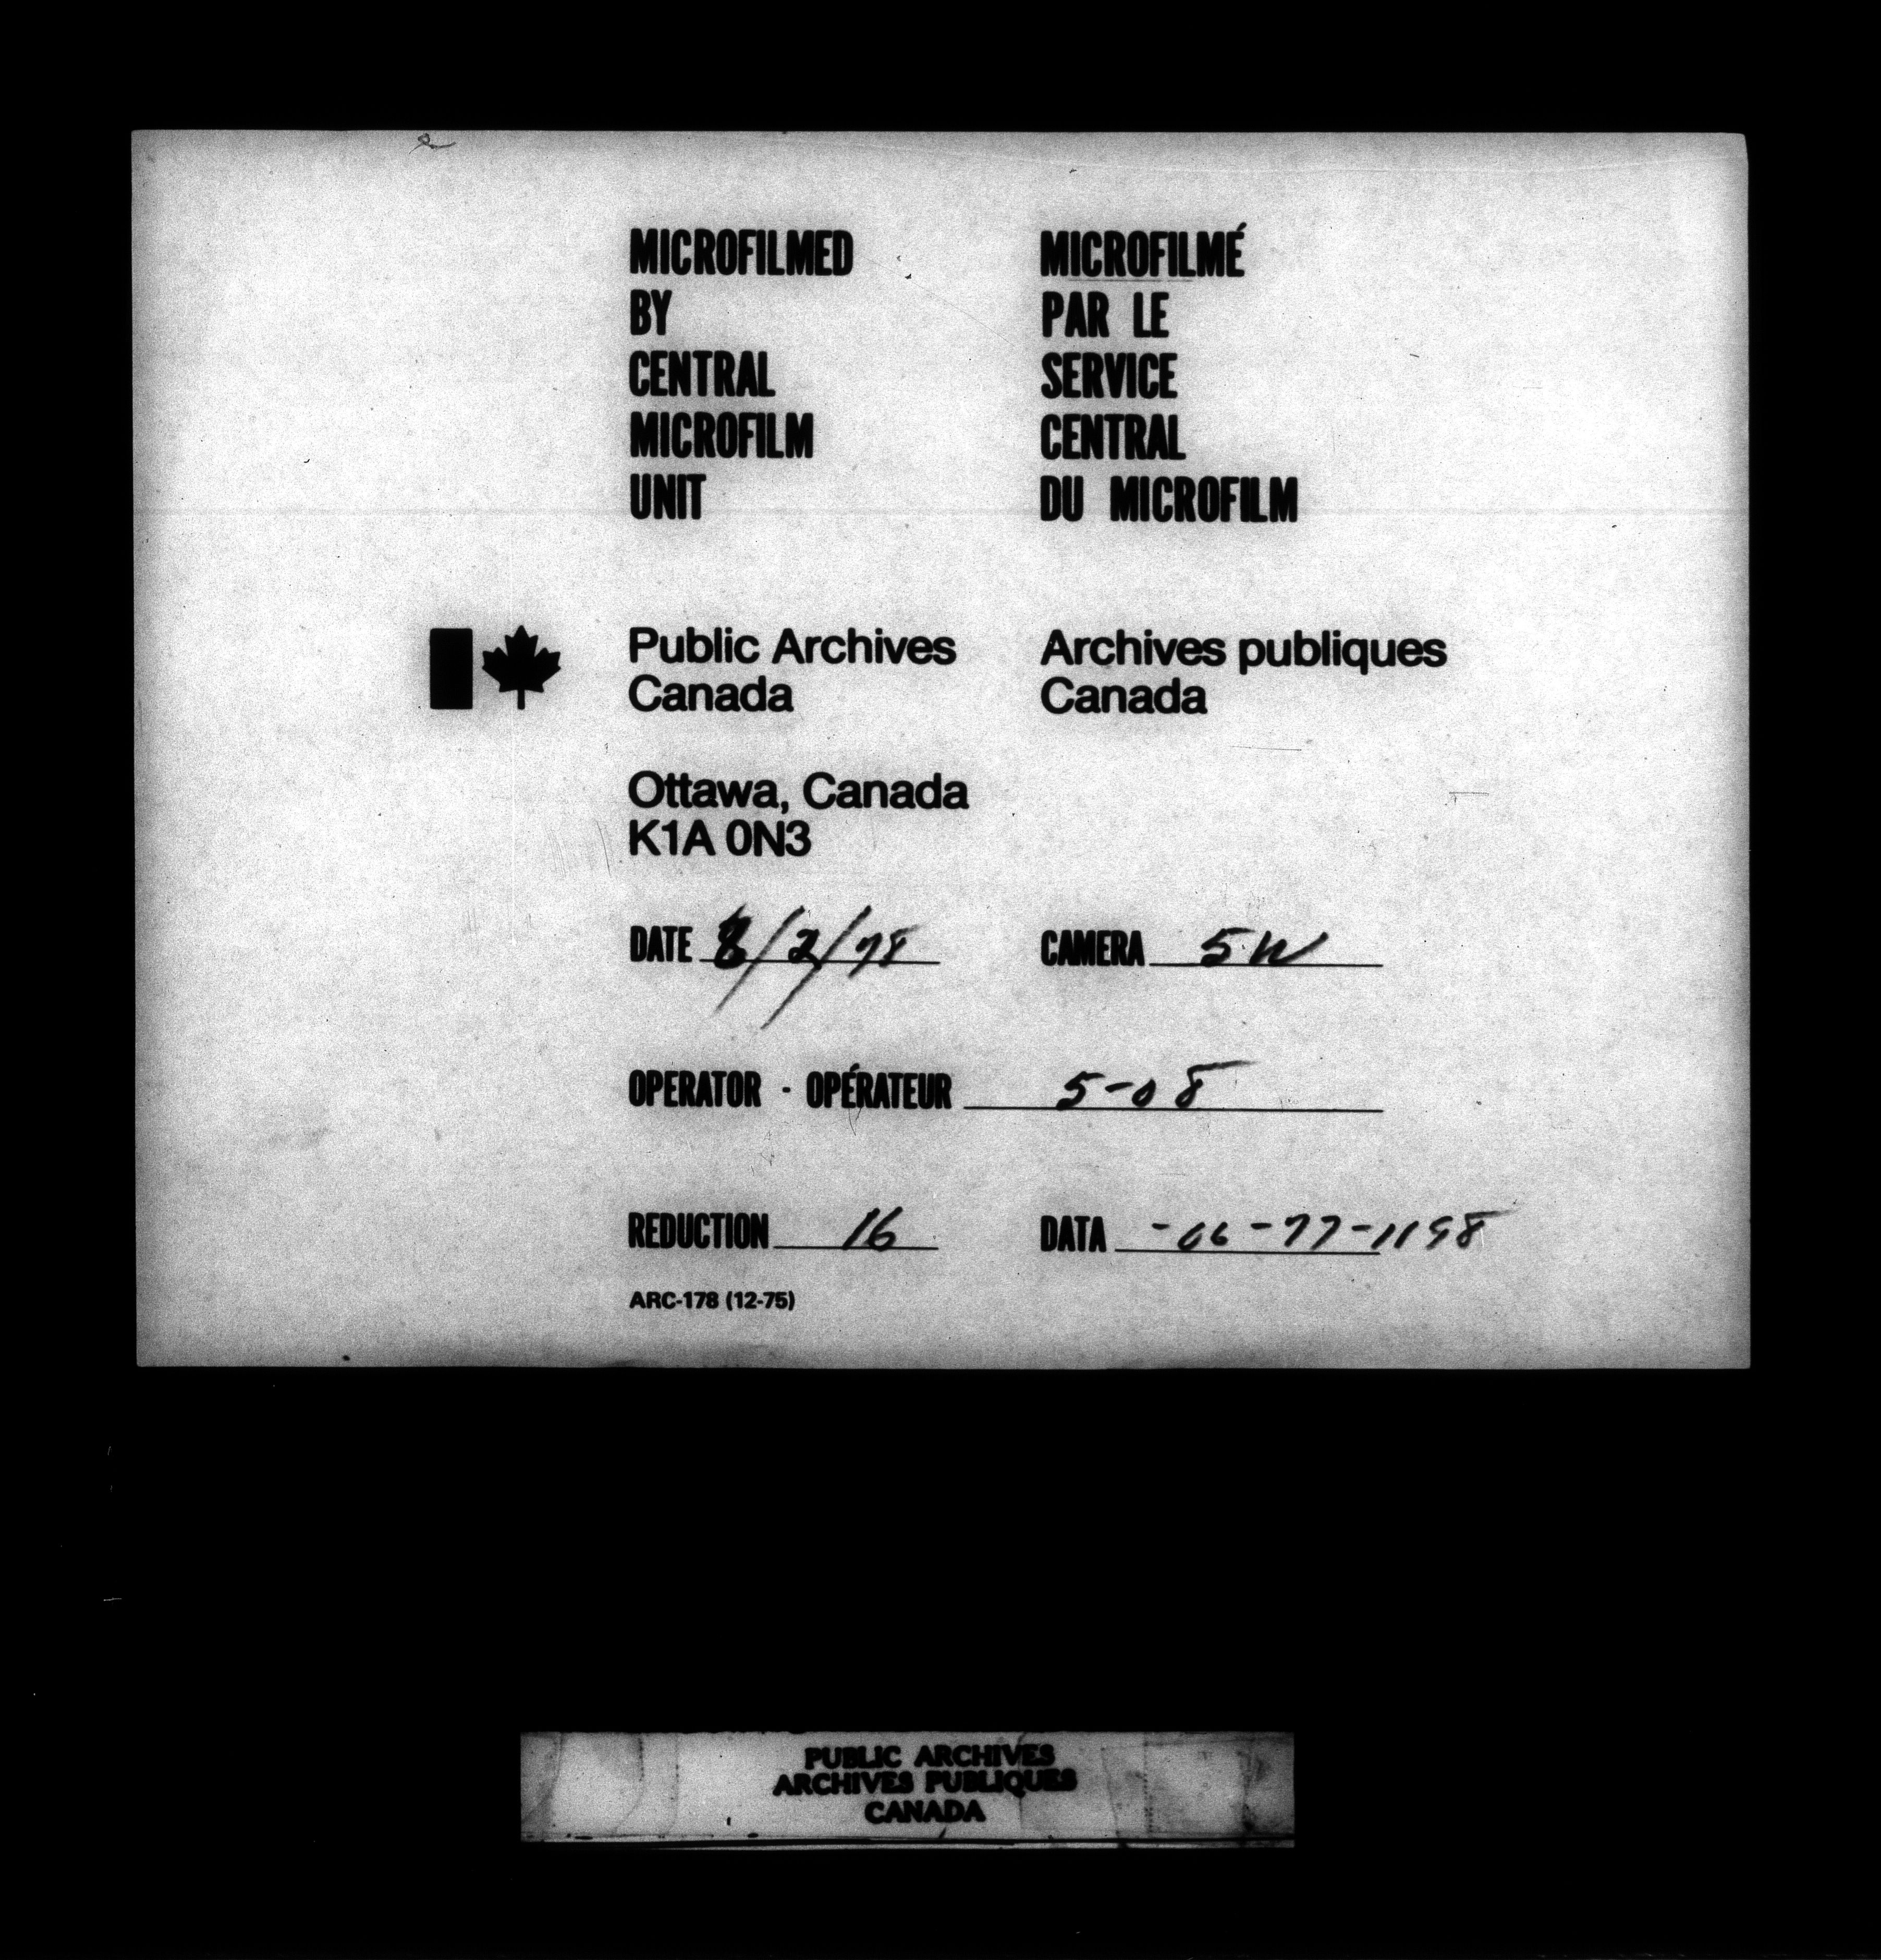 MICROFILMED
BY
CENTRAL
MICROFILM
UNIT
MICROFILMÉ
PAR LE
SERVICE
CENTRAL
DU MICROFILM
Public Archives
Canada
Archives publiques
Canada
Ottawa, Canada
K1A 0N3
DATE 8/2/78
CAMERA 5W
OPERATOR - OPÉRATEUR 5-08
REDUCTION 16
DATA -06-77-1198
ARC-178 (12-75)
PUBLIC ARCHIVES
ARCHIVES PUBLIQUES
CANADA